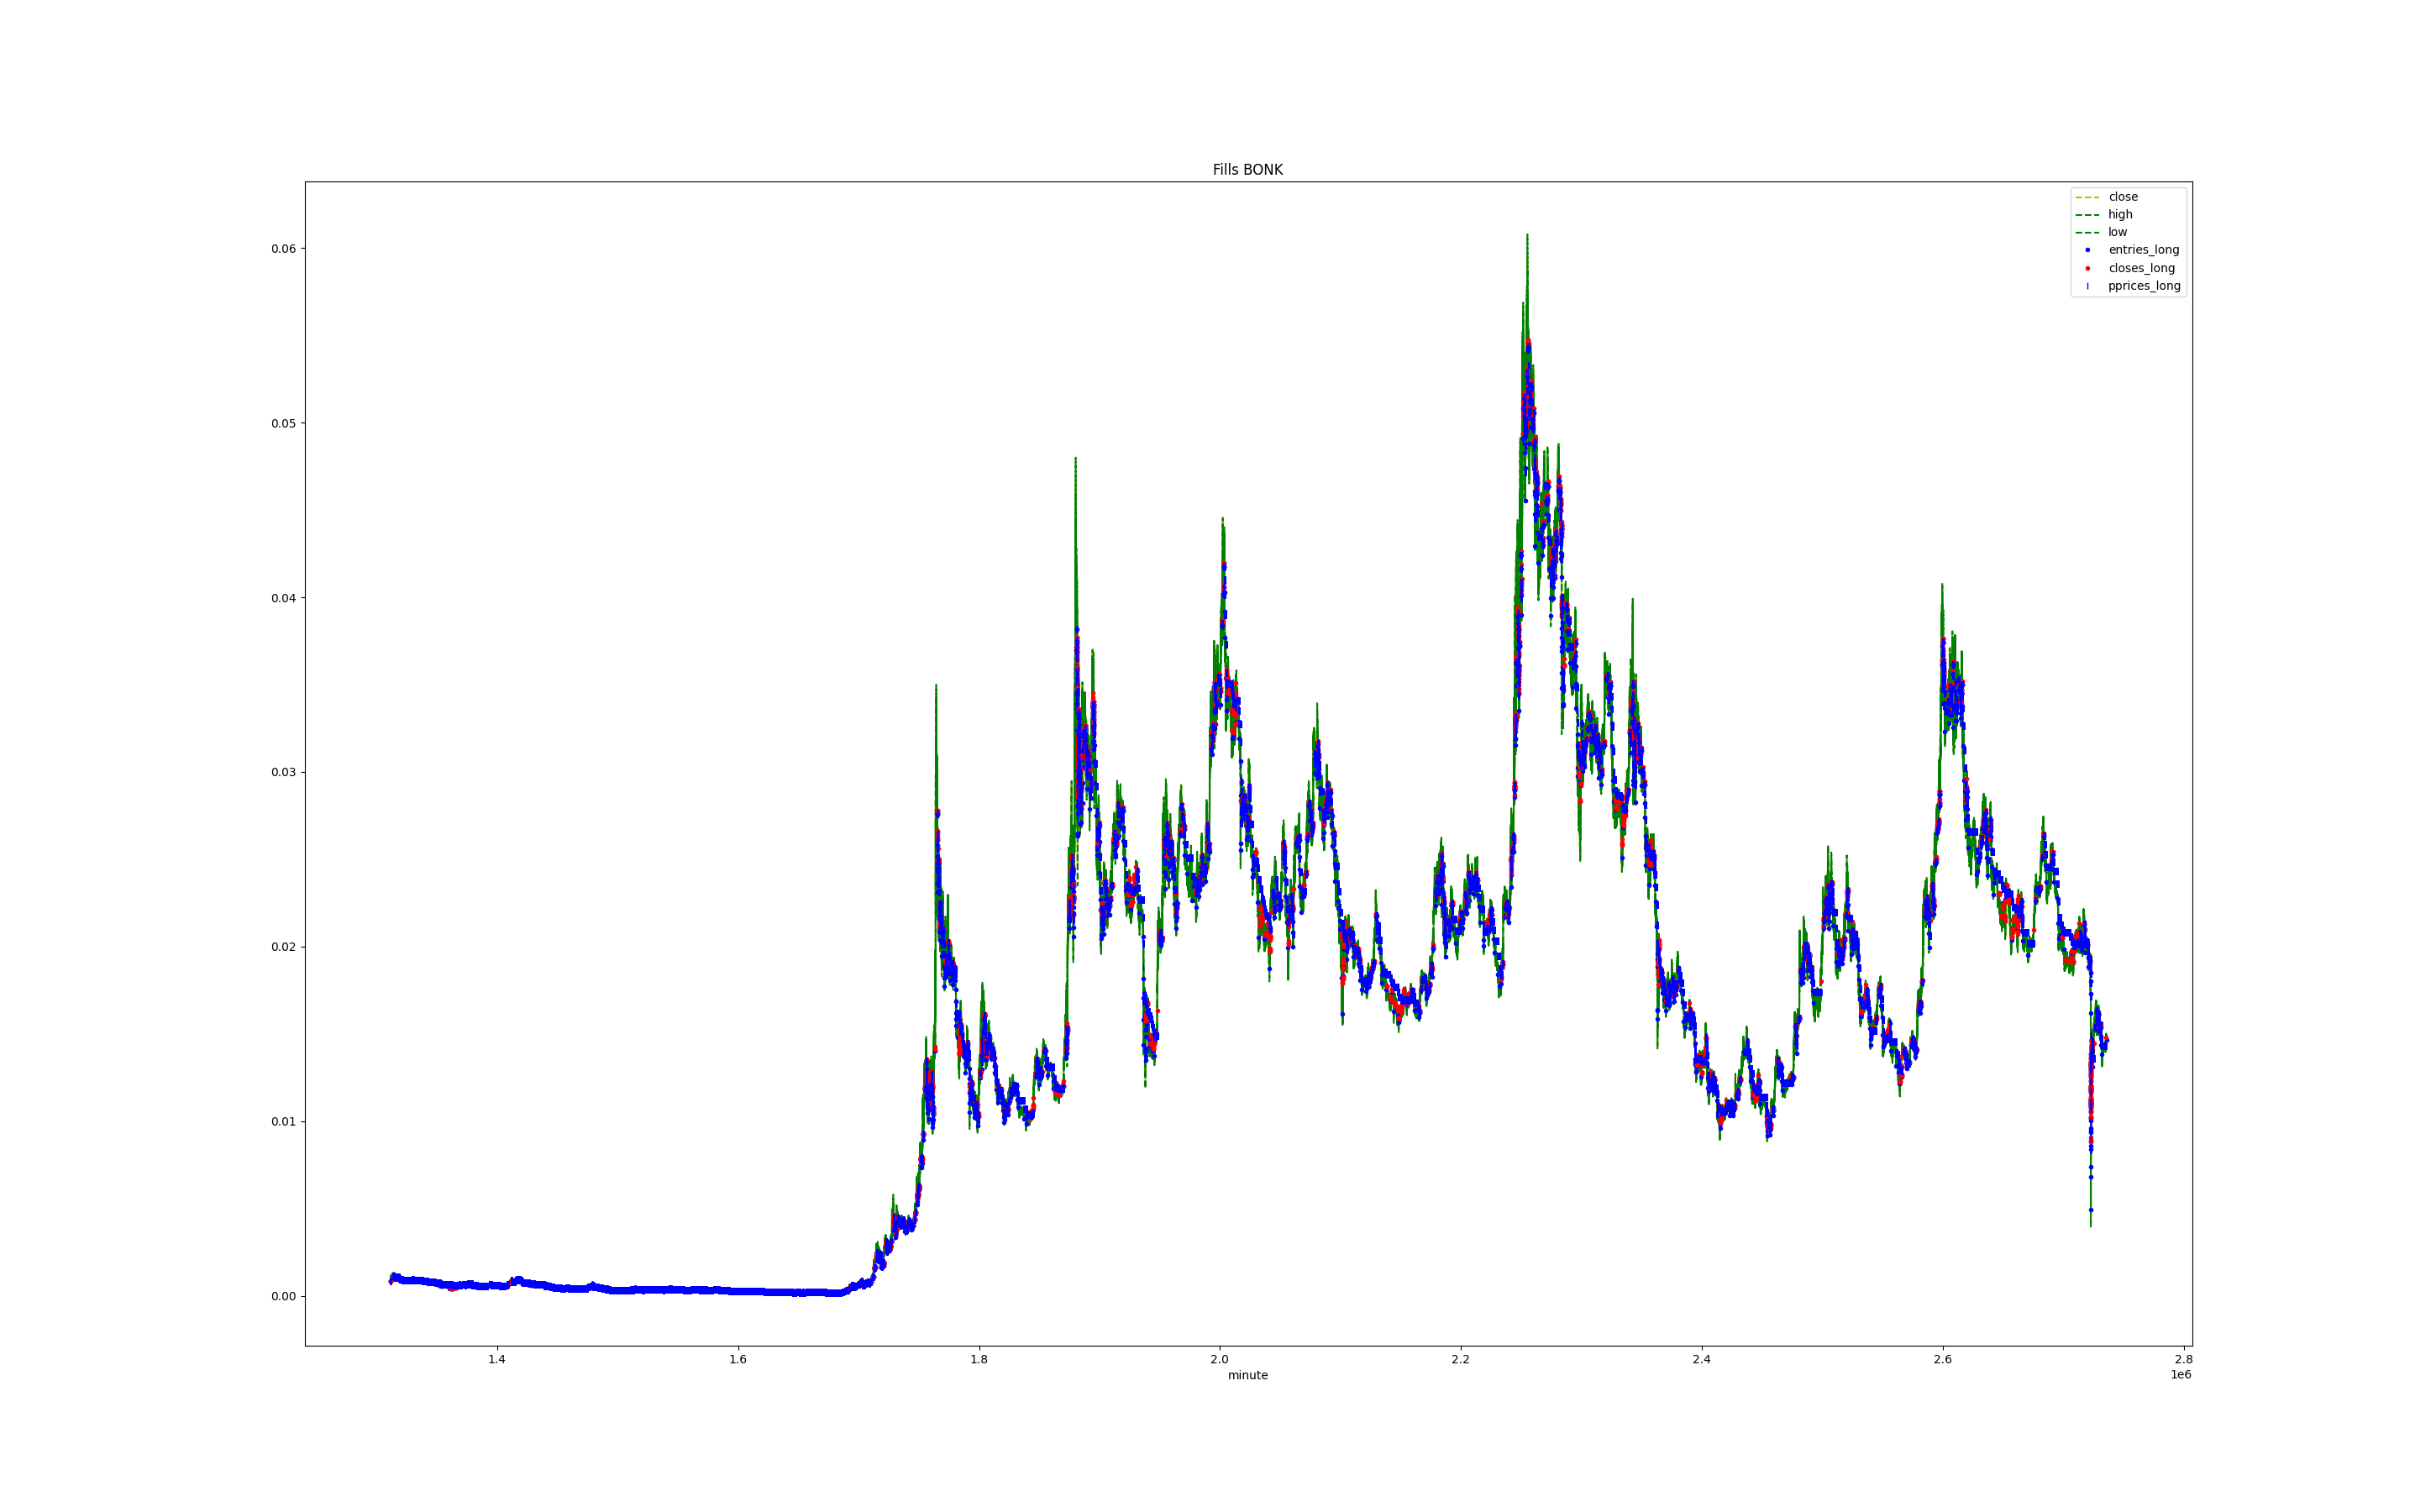 Fills BONK
close
high
low
entries_long
closes_long
pprices_long
0.06
0.05
0.04
0.03
0.02
0.01
0.00
1.4 1.6 1.8 2.0 2.2 2.4 2.6 2.8
minute
1e6